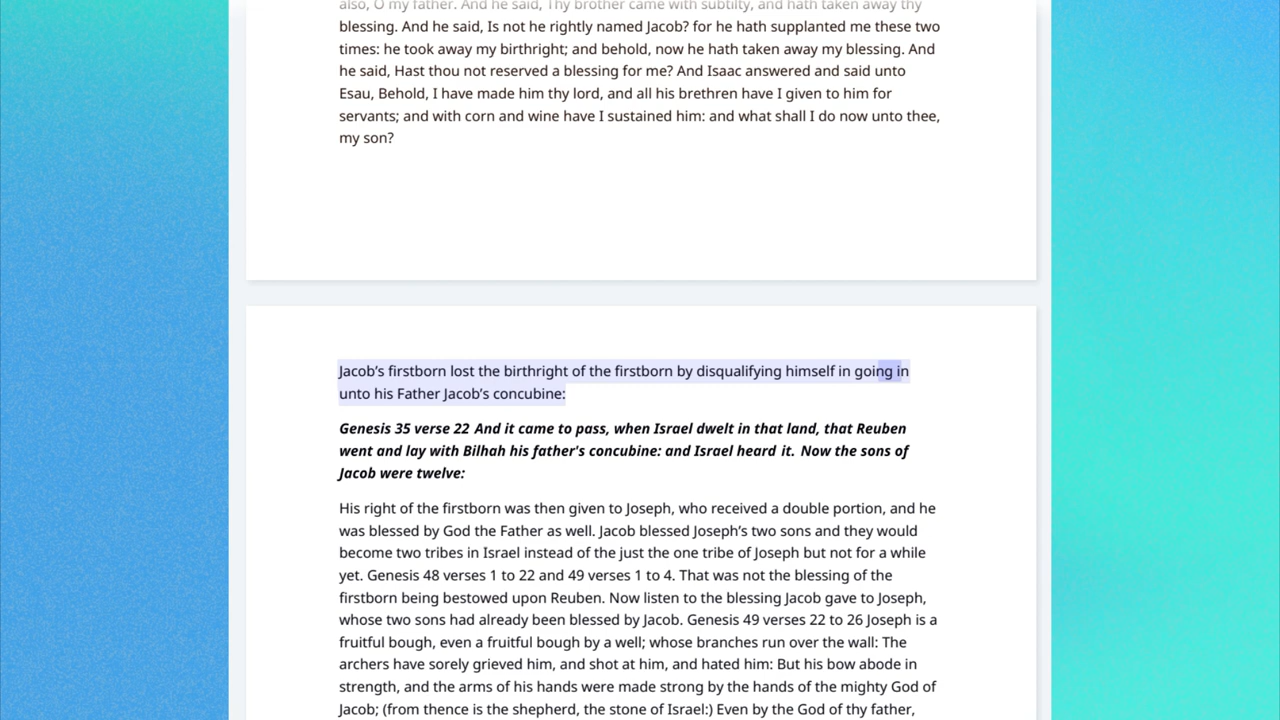 also, O my father. And he said, Thy brother came with subtilty, and hath taken away thy
blessing. And he said, Is not he rightly named Jacob? for he hath supplanted me these two
times: he took away my birthright; and behold, now he hath taken away my blessing. And
he said, Hast thou not reserved a blessing for me? And Isaac answered and said unto
Esau, Behold, I have made him thy lord, and all his brethren have I given to him for
servants; and with corn and wine have I sustained him: and what shall I do now unto thee,
my son?
Jacob’s firstborn lost the birthright of the firstborn by disqualifying himself in going in
unto his Father Jacob’s concubine:
Genesis 35 verse 22 And it came to pass, when Israel dwelt in that land, that Reuben
went and lay with Bilhah his father's concubine: and Israel heard it. Now the sons of
Jacob were twelve:
His right of the firstborn was then given to Joseph, who received a double portion, and he
was blessed by God the Father as well. Jacob blessed Joseph’s two sons and they would
become two tribes in Israel instead of the just the one tribe of Joseph but not for a while
yet. Genesis 48 verses 1 to 22 and 49 verses 1 to 4. That was not the blessing of the
firstborn being bestowed upon Reuben. Now listen to the blessing Jacob gave to Joseph,
whose two sons had already been blessed by Jacob. Genesis 49 verses 22 to 26 Joseph is a
fruitful bough, even a fruitful bough by a well; whose branches run over the wall: The
archers have sorely grieved him, and shot at him, and hated him: But his bow abode in
strength, and the arms of his hands were made strong by the hands of the mighty God of
Jacob; (from thence is the shepherd, the stone of Israel:) Even by the God of thy father,